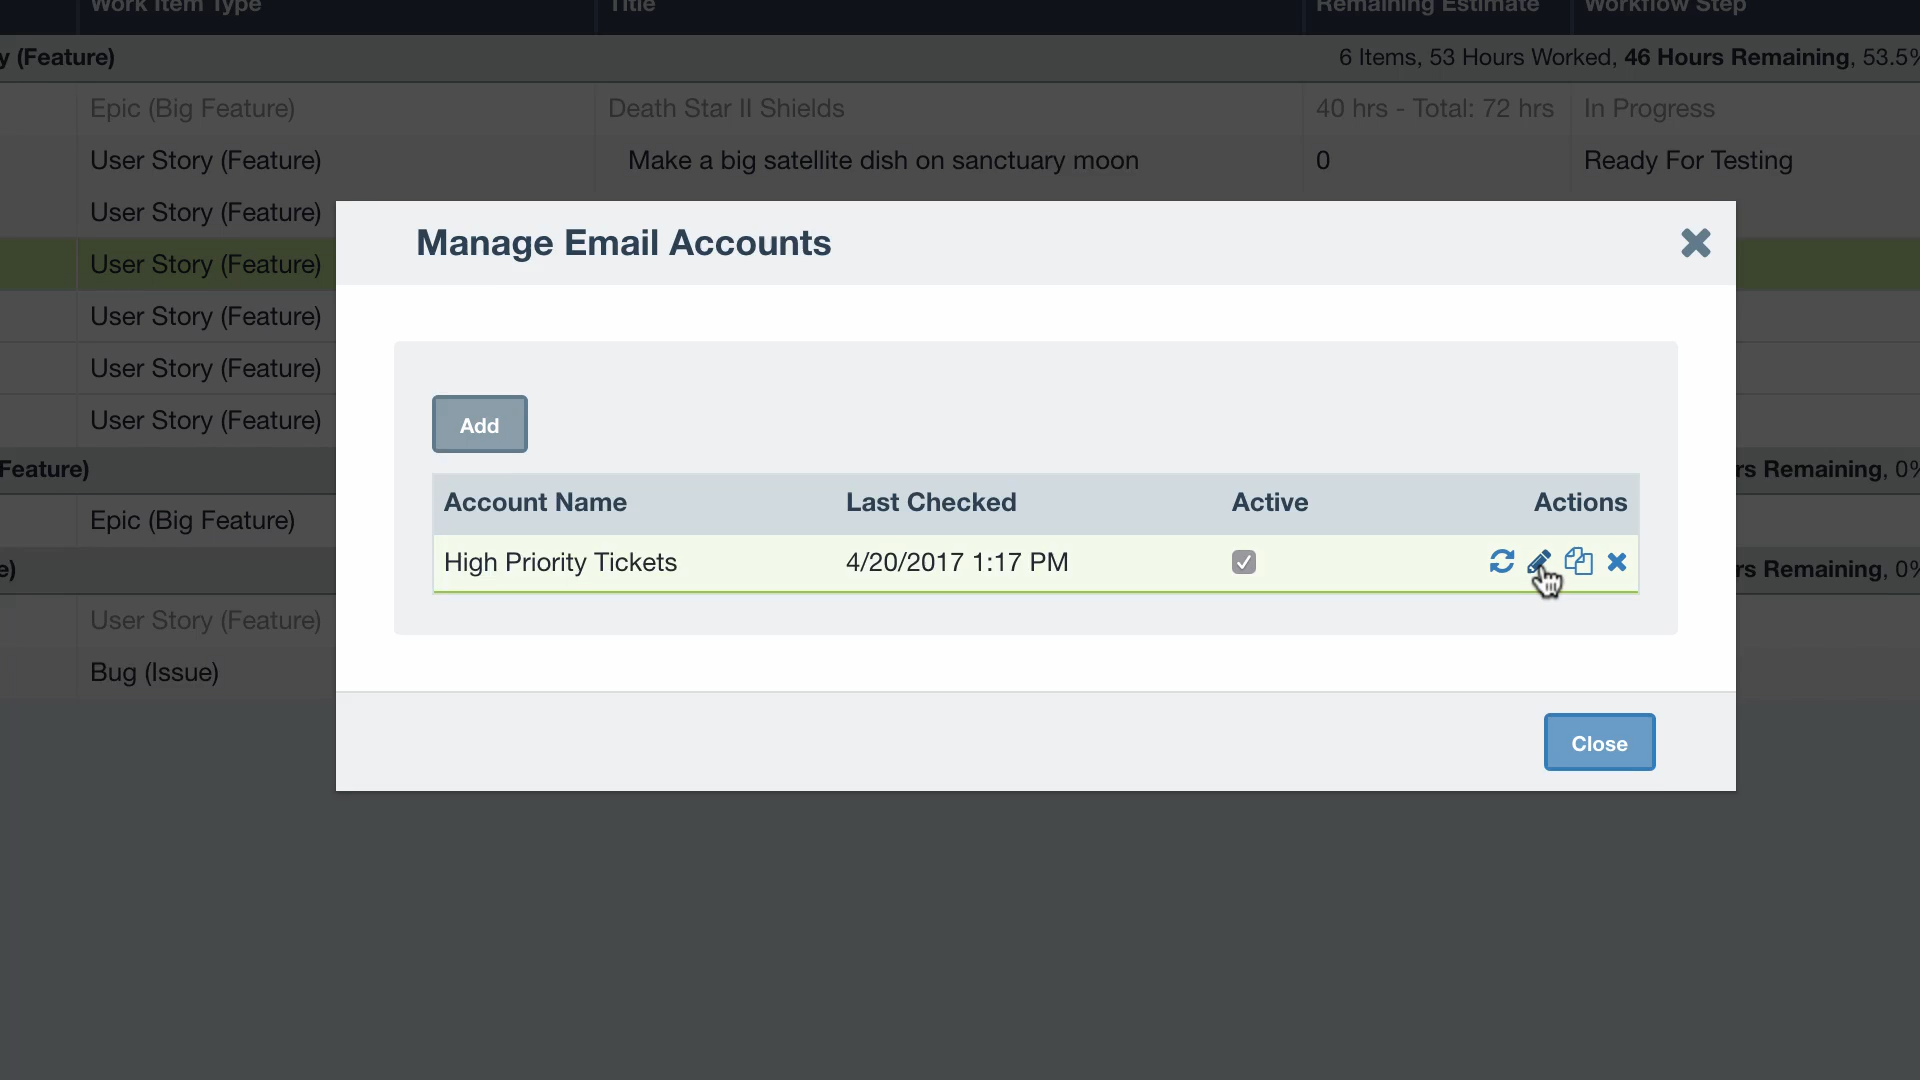 Work Item Type Title Remaining Estimate Workflow Step
y (Feature) 6 Items, 53 Hours Worked, 46 Hours Remaining, 53.5%
Epic (Big Feature) Death Star II Shields 40 hrs - Total: 72 hrs In Progress
User Story (Feature) Make a big satellite dish on sanctuary moon 0 Ready For Testing
User Story (Feature)
User Story (Feature)
User Story (Feature)
User Story (Feature)
User Story (Feature)
Feature) rs Remaining, 0%
Epic (Big Feature)
e) rs Remaining, 0%
User Story (Feature)
Bug (Issue)
Manage Email Accounts
Add
Account Name Last Checked Active Actions
High Priority Tickets 4/20/2017 1:17 PM
Close